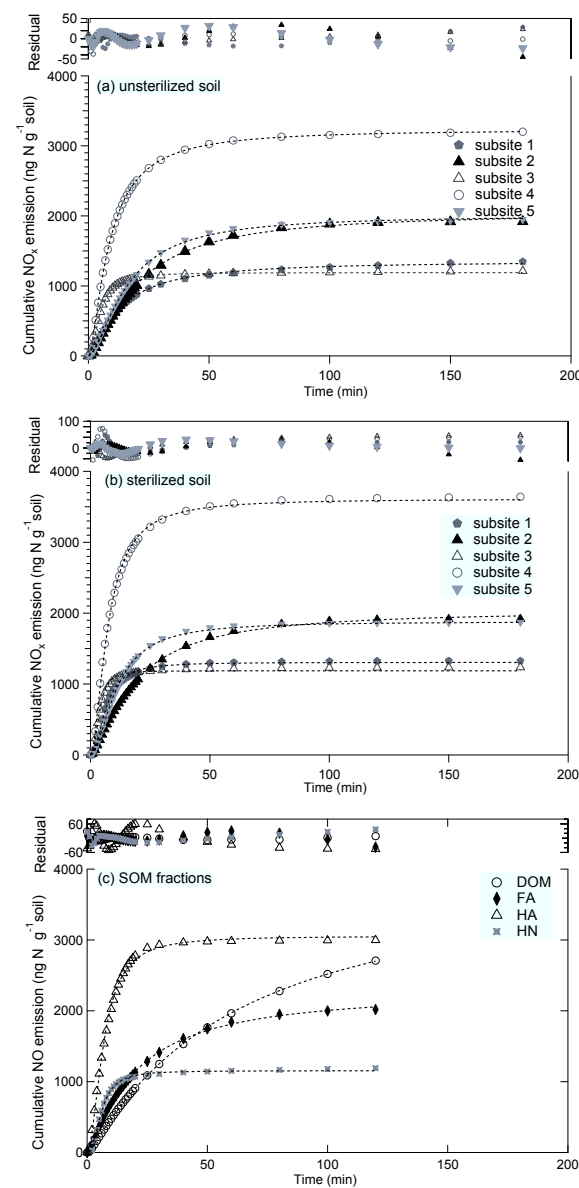 50
0
-50
Residual
4000
3000
2000
1000
0
Cumulative NOx emission (ng N g-1 soil)
(a) unsterilized soil
subsite 1
subsite 2
subsite 3
subsite 4
subsite 5
0
50
100
150
200
Time (min)
100
0
Residual
4000
3000
2000
1000
0
Cumulative NOx emission (ng N g-1 soil)
(b) sterilized soil
subsite 1
subsite 2
subsite 3
subsite 4
subsite 5
0
50
100
150
200
Time (min)
60
0
-60
Residual
4000
3000
2000
1000
0
Cumulative NO emission (ng N g-1 soil)
(c) SOM fractions
DOM
FA
HA
HN
0
50
100
150
200
Time (min)